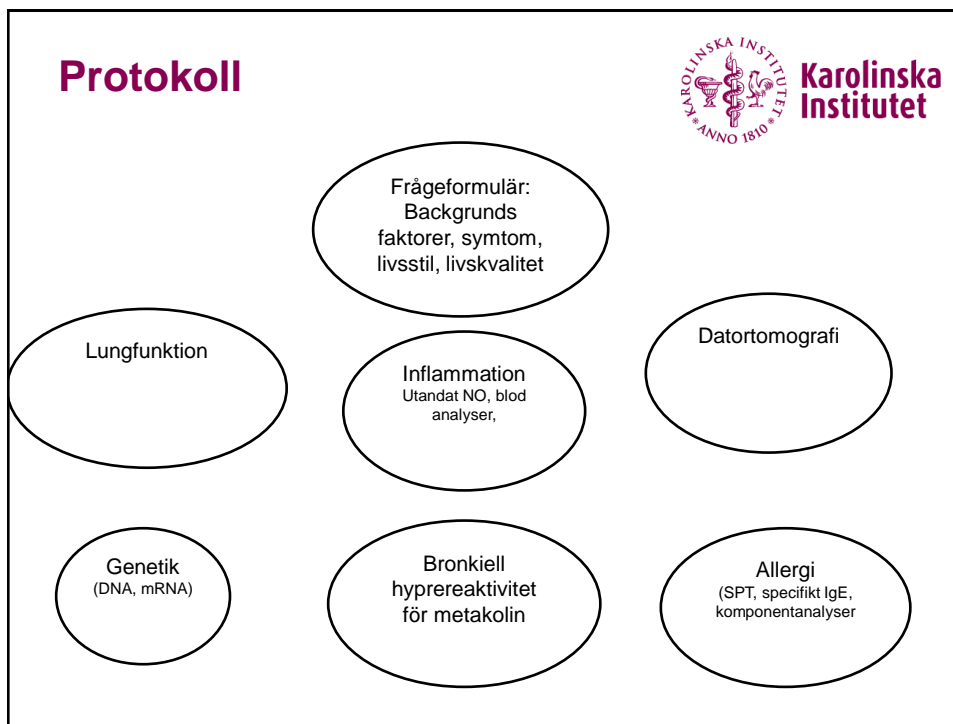 Protokoll
KAROLINSKA INSTITUTET * ANNO 1810 *
Karolinska
Institutet
Frågeformulär:
Backgrunds
faktorer, symtom,
livsstil, livskvalitet
Lungfunktion
Inflammation
Utandat NO, blod
analyser,
Datortomografi
Genetik
(DNA, mRNA)
Bronkiell
hyprereaktivitet
för metakolin
Allergi
(SPT, specifikt IgE,
komponentanalyser